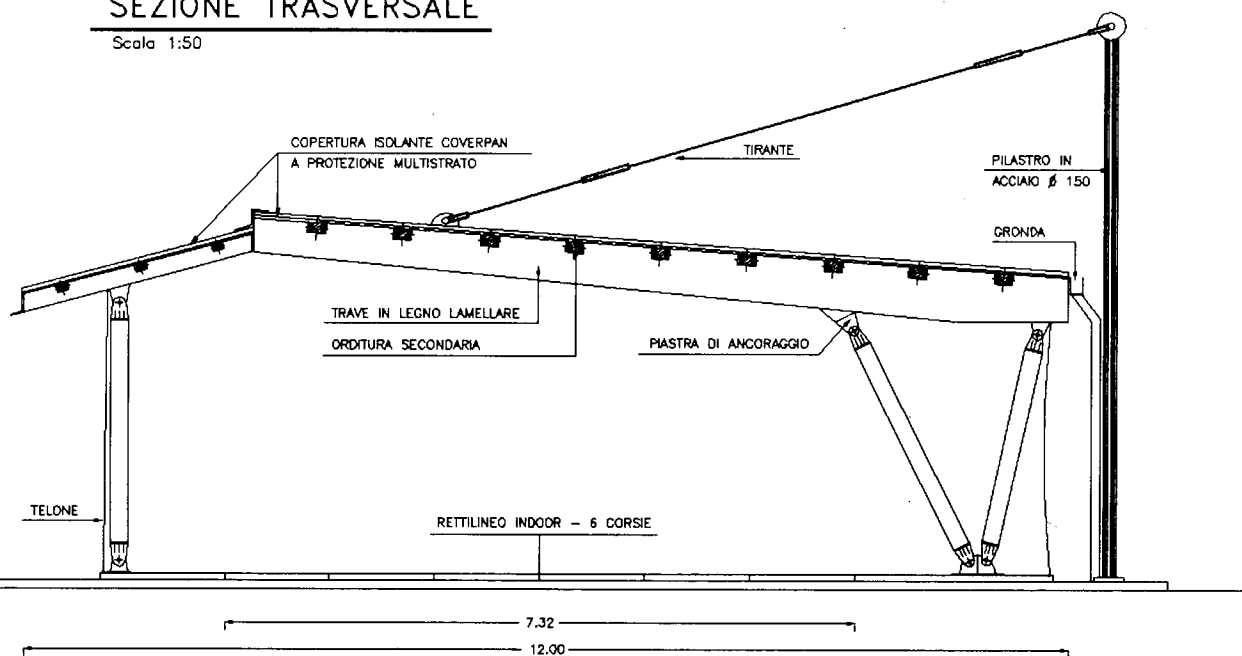 SEZIONE TRASVERSALE
Scala 1:50
COPERTURA ISOLANTE COVERPAN
A PROTEZIONE MULTISTRATO
TIRANTE
PILASTRO IN
ACCIAIO Ø 150
GRONDA
TRAVE IN LEGNO LAMELLARE
ORDITURA SECONDARIA
PIASTRA DI ANCORAGGIO
TELONE
RETTILINEO INDOOR – 6 CORSIE
7.32
12.00